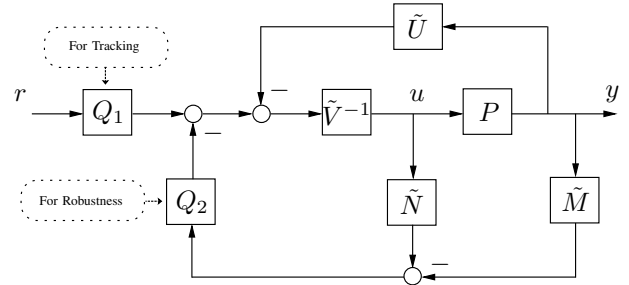 Ũ
For Tracking
−
r
u
y
Q₁
Ṽ⁻¹
P
−
For Robustness
Q₂
Ñ
M̃
−